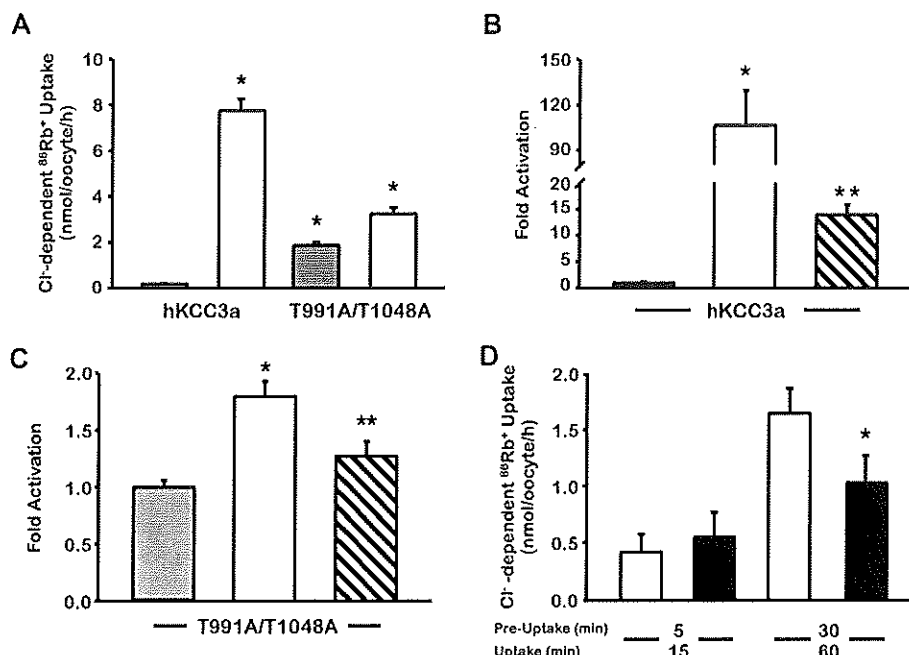 A
Cl⁻-dependent ⁸⁶Rb⁺ Uptake
(nmol/oocyte/h)
10
8
6
4
2
0
*
*
*
hKCC3a
T991A/T1048A
B
Fold Activation
150
130
110
90
20
15
10
5
0
*
**
hKCC3a
C
Fold Activation
2.0
1.5
1.0
0.5
0.0
*
**
T991A/T1048A
D
Cl⁻-dependent ⁸⁶Rb⁺ Uptake
(nmol/oocyte/h)
2.0
1.5
1.0
0.5
0.0
*
Pre-Uptake (min) 5 30
Uptake (min) 15 60